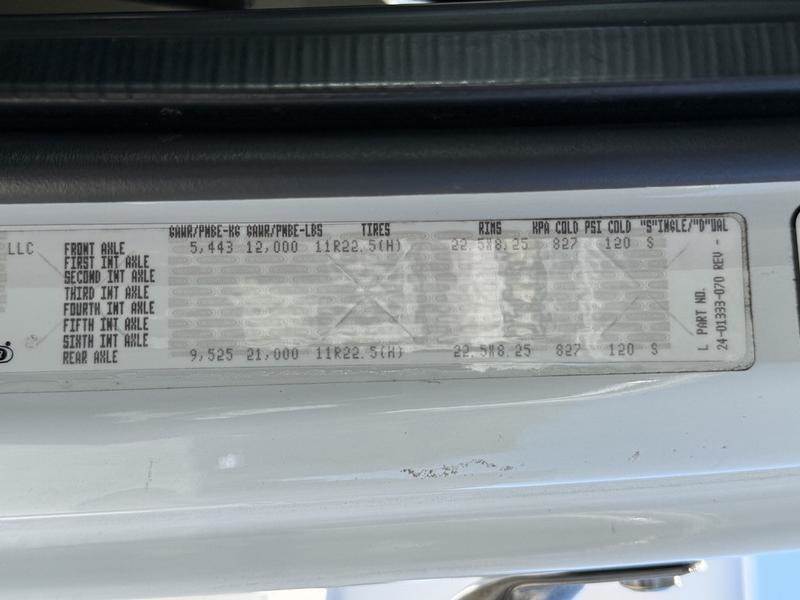 GAWR/PNBE-KG GAWR/PNBE-LBS TIRES RIMS KPA COLD PSI COLD "S"INGLE/"D"UAL
LLC FRONT AXLE 5,443 12,000 11R22.5(H) 22.5X8.25 827 120 S
FIRST INT AXLE
SECOND INT AXLE
THIRD INT AXLE
FOURTH INT AXLE
FIFTH INT AXLE
SIXTH INT AXLE
REAR AXLE 9,525 21,000 11R22.5(H) 22.5X8.25 827 120 S
L PART NO.
24-01333-070 REV -